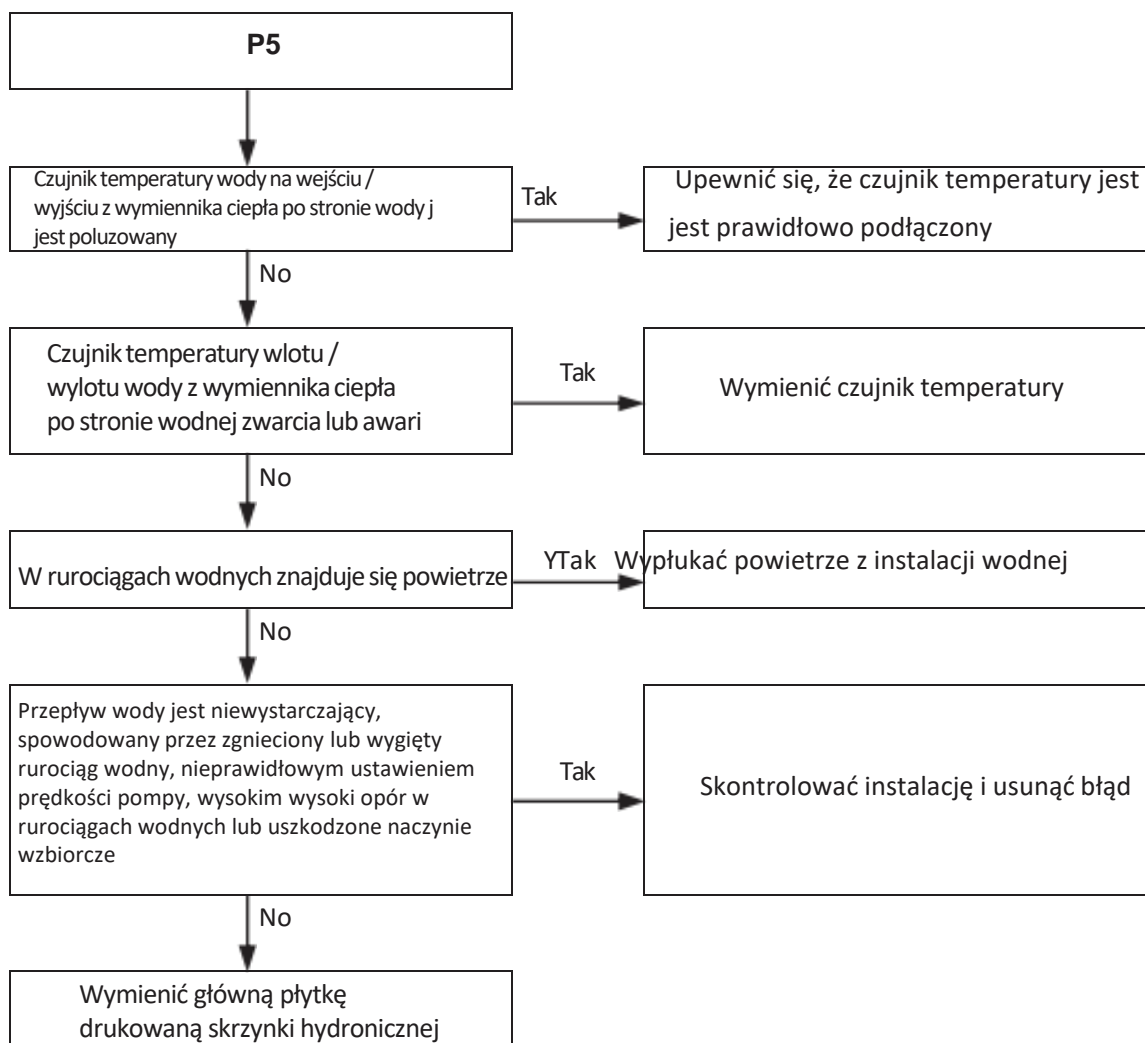 P5
Czujnik temperatury wody na wejściu /
wyjściu z wymiennika ciepła po stronie wody j
jest poluzowany
Tak
Upewnić się, że czujnik temperatury jest
jest prawidłowo podłączony
No
Czujnik temperatury wlotu /
wylotu wody z wymiennika ciepła
po stronie wodnej zwarcia lub awari
Tak
Wymienić czujnik temperatury
No
W rurociągach wodnych znajduje się powietrze
YTak
Wypłukać powietrze z instalacji wodnej
No
Przepływ wody jest niewystarczający,
spowodowany przez zgnieciony lub wygięty
rurociąg wodny, nieprawidłowym ustawieniem
prędkości pompy, wysokim wysoki opór w
rurociągach wodnych lub uszkodzone naczynie
wzbiorcze
Tak
Skontrolować instalację i usunąć błąd
No
Wymienić główną płytkę
drukowaną skrzynki hydronicznej